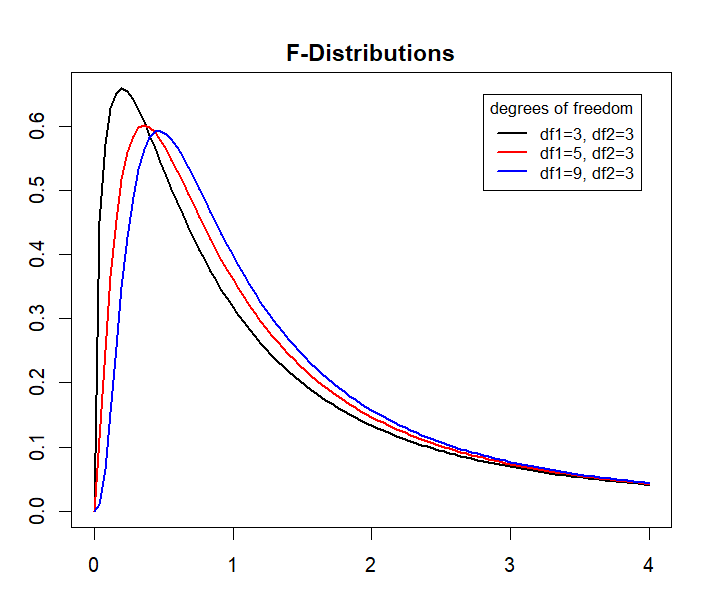 F-Distributions
degrees of freedom
df1=3, df2=3
df1=5, df2=3
df1=9, df2=3
0.6
0.5
0.4
0.3
0.2
0.1
0.0
0 1 2 3 4